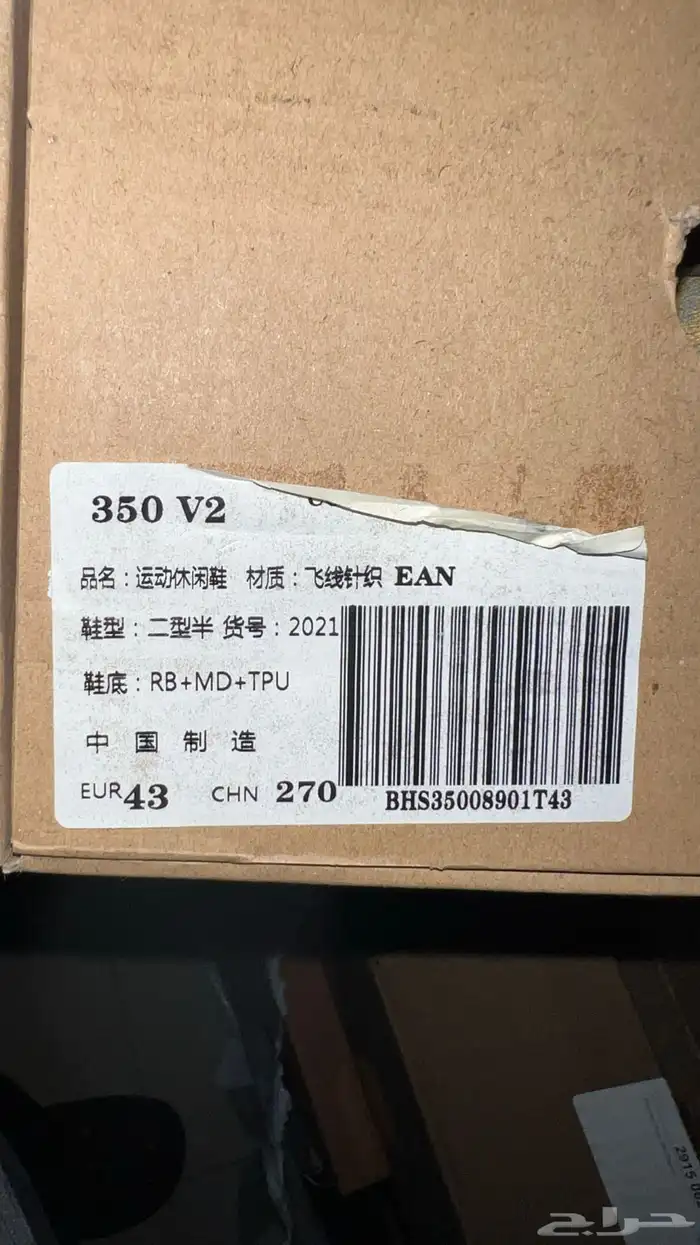 350 V2
品名：运动休闲鞋 材质：飞线针织 EAN
鞋型：二型半 货号：2021
鞋底：RB+MD+TPU
中国制造
EUR43 CHN 270
BHS35008901T43
2915
حراج